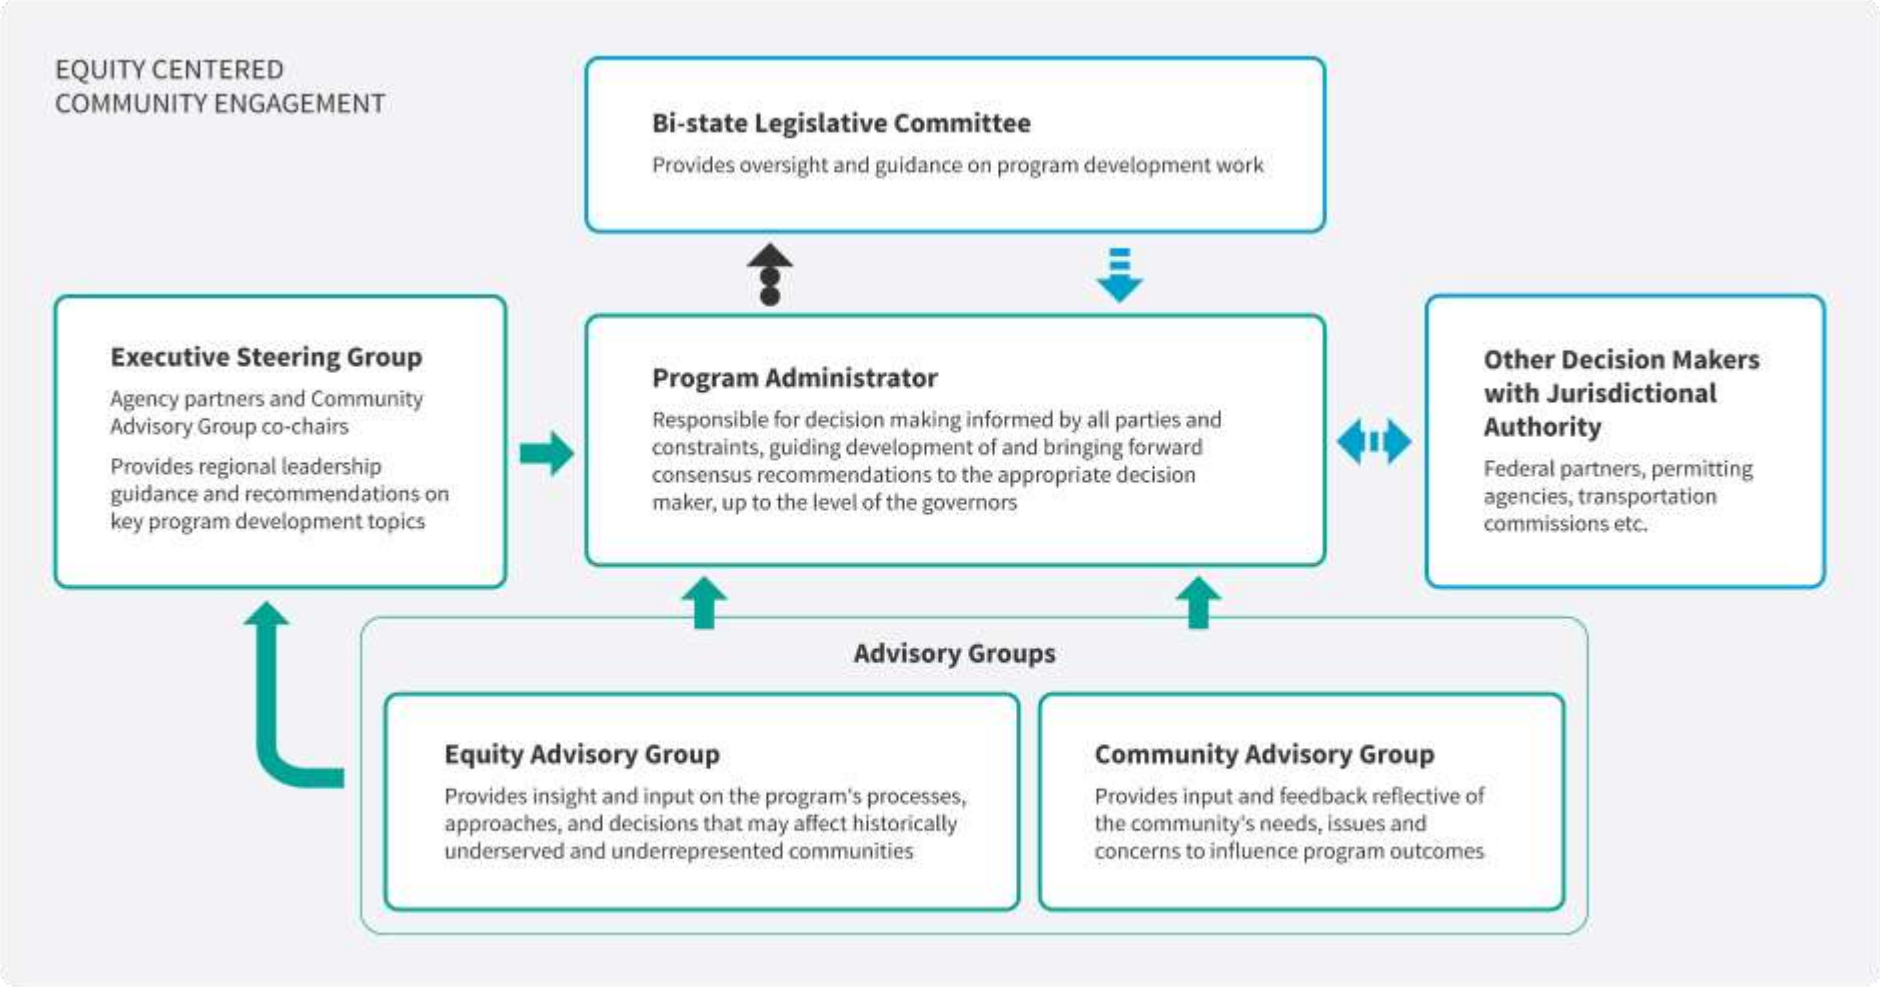 EQUITY CENTERED
COMMUNITY ENGAGEMENT
Bi-state Legislative Committee
Provides oversight and guidance on program development work
Executive Steering Group
Agency partners and Community
Advisory Group co-chairs
Provides regional leadership
guidance and recommendations on
key program development topics
Program Administrator
Responsible for decision making informed by all parties and
constraints, guiding development of and bringing forward
consensus recommendations to the appropriate decision
maker, up to the level of the governors
Other Decision Makers
with Jurisdictional
Authority
Federal partners, permitting
agencies, transportation
commissions etc.
Advisory Groups
Equity Advisory Group
Provides insight and input on the program's processes,
approaches, and decisions that may affect historically
underserved and underrepresented communities
Community Advisory Group
Provides input and feedback reflective of
the community's needs, issues and
concerns to influence program outcomes